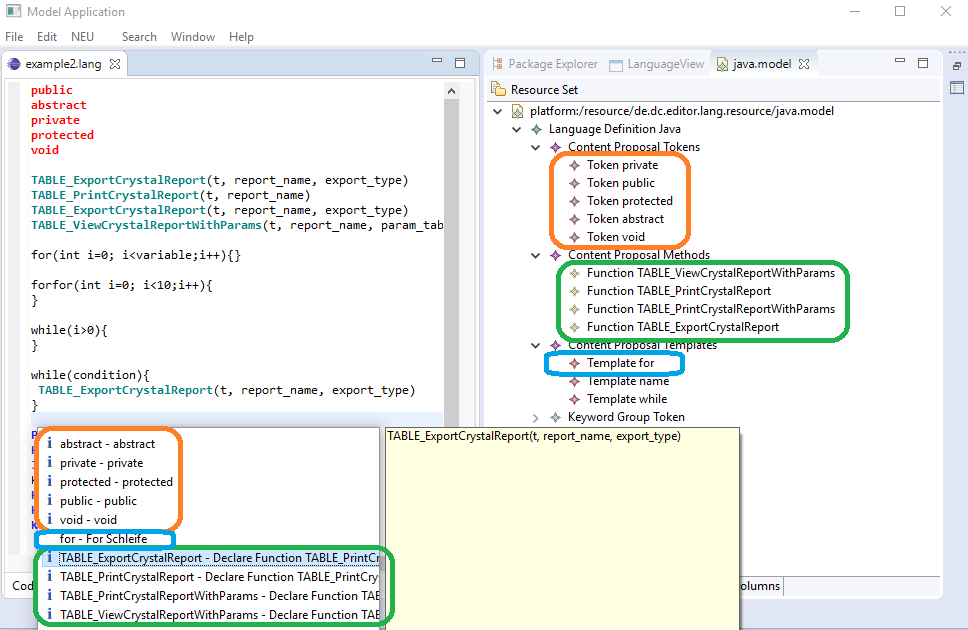 Model Application
File Edit NEU Search Window Help
example2.lang
public
abstract
private
protected
void
TABLE_ExportCrystalReport(t, report_name, export_type)
TABLE_PrintCrystalReport(t, report_name)
TABLE_ExportCrystalReport(t, report_name, export_type)
TABLE_ViewCrystalReportWithParams(t, report_name, param_tab
for(int i=0; i<variable;i++){}
forfor(int i=0; i<10;i++){
}
while(i>0){
}
while(condition){
TABLE_ExportCrystalReport(t, report_name, export_type)
}
abstract - abstract
private - private
protected - protected
public - public
void - void
for - For Schleife
TABLE_ExportCrystalReport - Declare Function TABLE_PrintCr
TABLE_PrintCrystalReport - Declare Function TABLE_PrintCry
TABLE_PrintCrystalReportWithParams - Declare Function TAB
TABLE_ViewCrystalReportWithParams - Declare Function TAB
Cod
TABLE_ExportCrystalReport(t, report_name, export_type)
Package Explorer LanguageView java.model
Resource Set
platform:/resource/de.dc.editor.lang.resource/java.model
Language Definition Java
Content Proposal Tokens
Token private
Token public
Token protected
Token abstract
Token void
Content Proposal Methods
Function TABLE_ViewCrystalReportWithParams
Function TABLE_PrintCrystalReport
Function TABLE_PrintCrystalReportWithParams
Function TABLE_ExportCrystalReport
Content Proposal Templates
Template for
Template name
Template while
Keyword Group Token
olumns